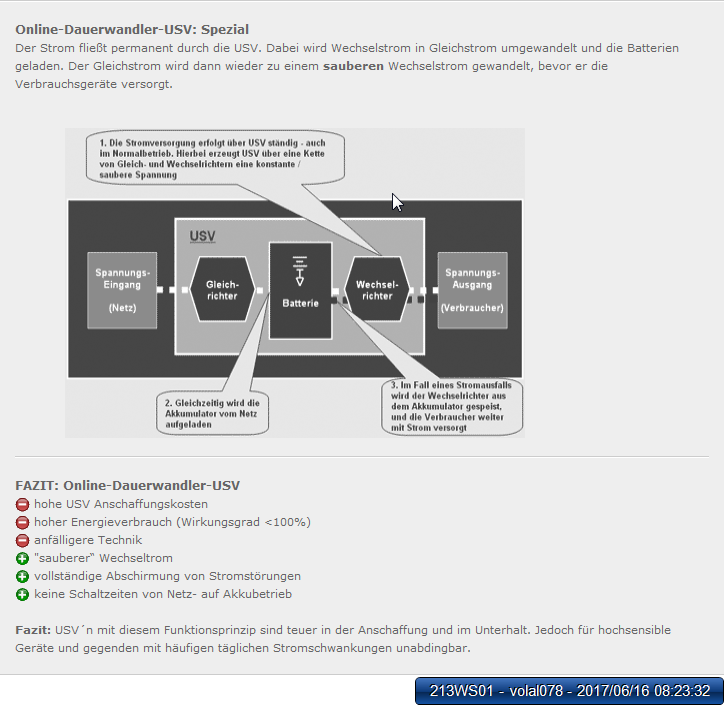 Online-Dauerwandler-USV: Spezial
Der Strom fließt permanent durch die USV. Dabei wird Wechselstrom in Gleichstrom umgewandelt und die Batterien
geladen. Der Gleichstrom wird dann wieder zu einem sauberen Wechselstrom gewandelt, bevor er die
Verbrauchsgeräte versorgt.
1. Die Stromversorgung erfolgt über USV ständig - auch
im Normalbetrieb. Hierbei erzeugt USV über eine Kette
von Gleich- und Wechselrichtern eine konstante /
saubere Spannung
USV
Spannungs-
Eingang
(Netz)
Gleich-
richter
Batterie
Wechsel-
richter
Spannungs-
Ausgang
(Verbraucher)
2. Gleichzeitig wird die
Akkumulator vom Netz
aufgeladen
3. Im Fall eines Stromausfalls
wird der Wechselrichter aus
dem Akkumulator gespeist,
und die Verbraucher weiter
mit Strom versorgt
FAZIT: Online-Dauerwandler-USV
hohe USV Anschaffungskosten
hoher Energieverbrauch (Wirkungsgrad <100%)
anfälligere Technik
"sauberer" Wechseltrom
vollständige Abschirmung von Stromstörungen
keine Schaltzeiten von Netz- auf Akkubetrieb
Fazit: USV´n mit diesem Funktionsprinzip sind teuer in der Anschaffung und im Unterhalt. Jedoch für hochsensible
Geräte und gegenden mit häufigen täglichen Stromschwankungen unabdingbar.
213WS01 - volal078 - 2017/06/16 08:23:32